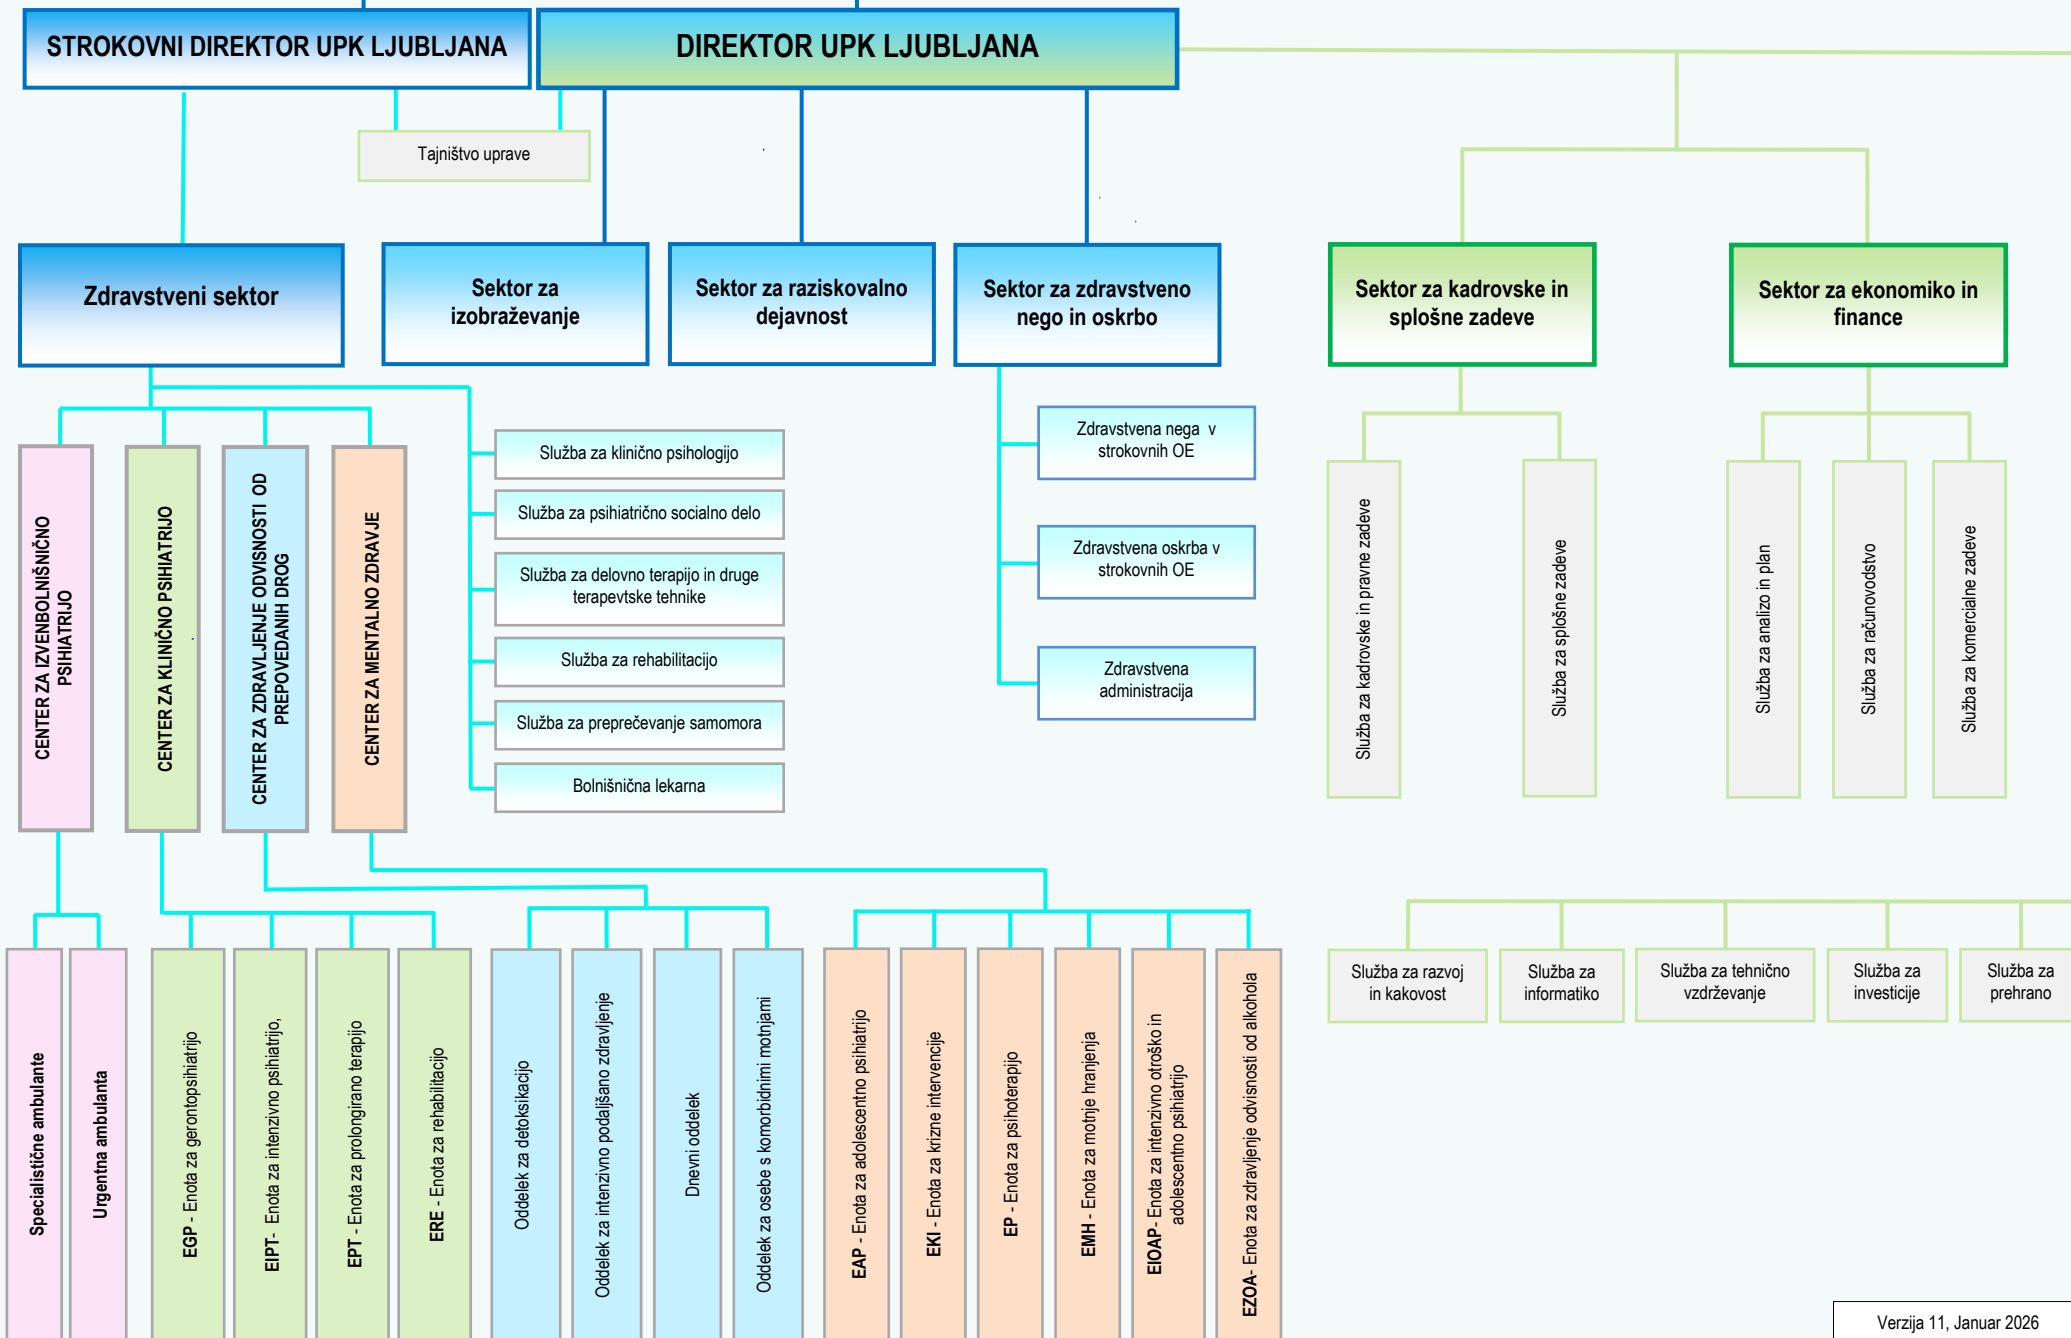 STROKOVNI DIREKTOR UPK LJUBLJANA
DIREKTOR UPK LJUBLJANA
Tajništvo uprave
Zdravstveni sektor
Sektor za
izobraževanje
Sektor za raziskovalno
dejavnost
Sektor za zdravstveno
nego in oskrbo
Sektor za kadrovske in
splošne zadeve
Sektor za ekonomiko in
finance
CENTER ZA IZVENBOLNIŠNIČNO
PSIHIATRIJO
CENTER ZA KLINIČNO PSIHIATRIJO
CENTER ZA ZDRAVLJENJE ODVISNOSTI OD
PREPOVEDANIH DROG
CENTER ZA MENTALNO ZDRAVJE
Služba za klinično psihologijo
Služba za psihiatrično socialno delo
Služba za delovno terapijo in druge
terapevtske tehnike
Služba za rehabilitacijo
Služba za preprečevanje samomora
Bolnišnična lekarna
Zdravstvena nega v
strokovnih OE
Zdravstvena oskrba v
strokovnih OE
Zdravstvena
administracija
Služba za kadrovske in pravne zadeve
Služba za splošne zadeve
Služba za analizo in plan
Služba za računovodstvo
Služba za komercialne zadeve
Specialistične ambulante
Urgentna ambulanta
EGP - Enota za gerontopsihiatrijo
EIPT- Enota za intenzivno psihiatrijo,
EPT - Enota za prolongirano terapijo
ERE - Enota za rehabilitacijo
Oddelek za detoksikacijo
Oddelek za intenzivno podaljšano zdravljenje
Dnevni oddelek
Oddelek za osebe s komorbidnimi motnjami
EAP - Enota za adolescentno psihiatrijo
EKI - Enota za krizne intervencije
EP - Enota za psihoterapijo
EMH - Enota za motnje hranjenja
EIOAP- Enota za intenzivno otroško in
adolescentno psihiatrijo
EZOA- Enota za zdravljenje odvisnosti od alkohola
Služba za razvoj
in kakovost
Služba za
informatiko
Služba za tehnično
vzdrževanje
Služba za
investicije
Služba za
prehrano
Verzija 11, Januar 2026